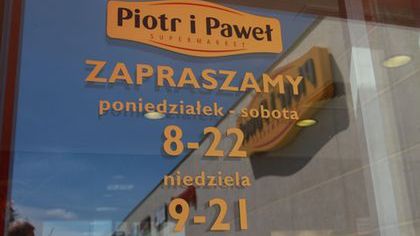 Piotr i Paweł
SUPERMARKET
ZAPRASZAMY
poniedziałek - sobota
8-22
niedziela
9-21